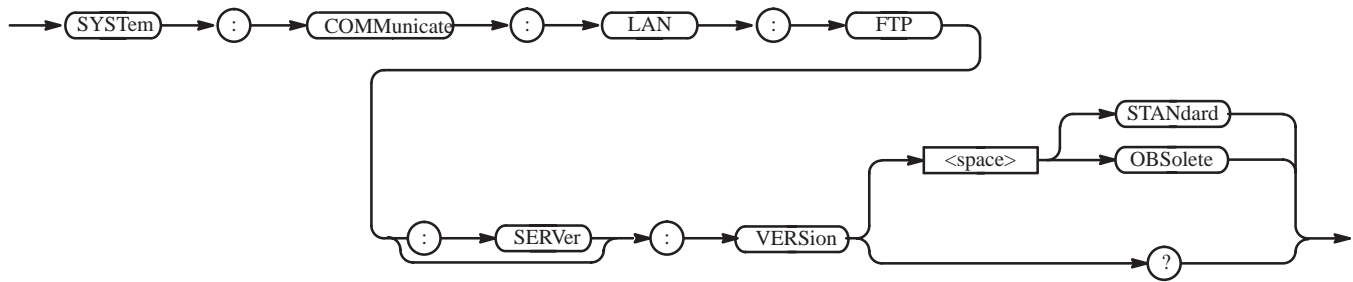 SYSTem : COMMunicate : LAN : FTP
STANdard
<space> OBSolete
: SERVer : VERSion
?